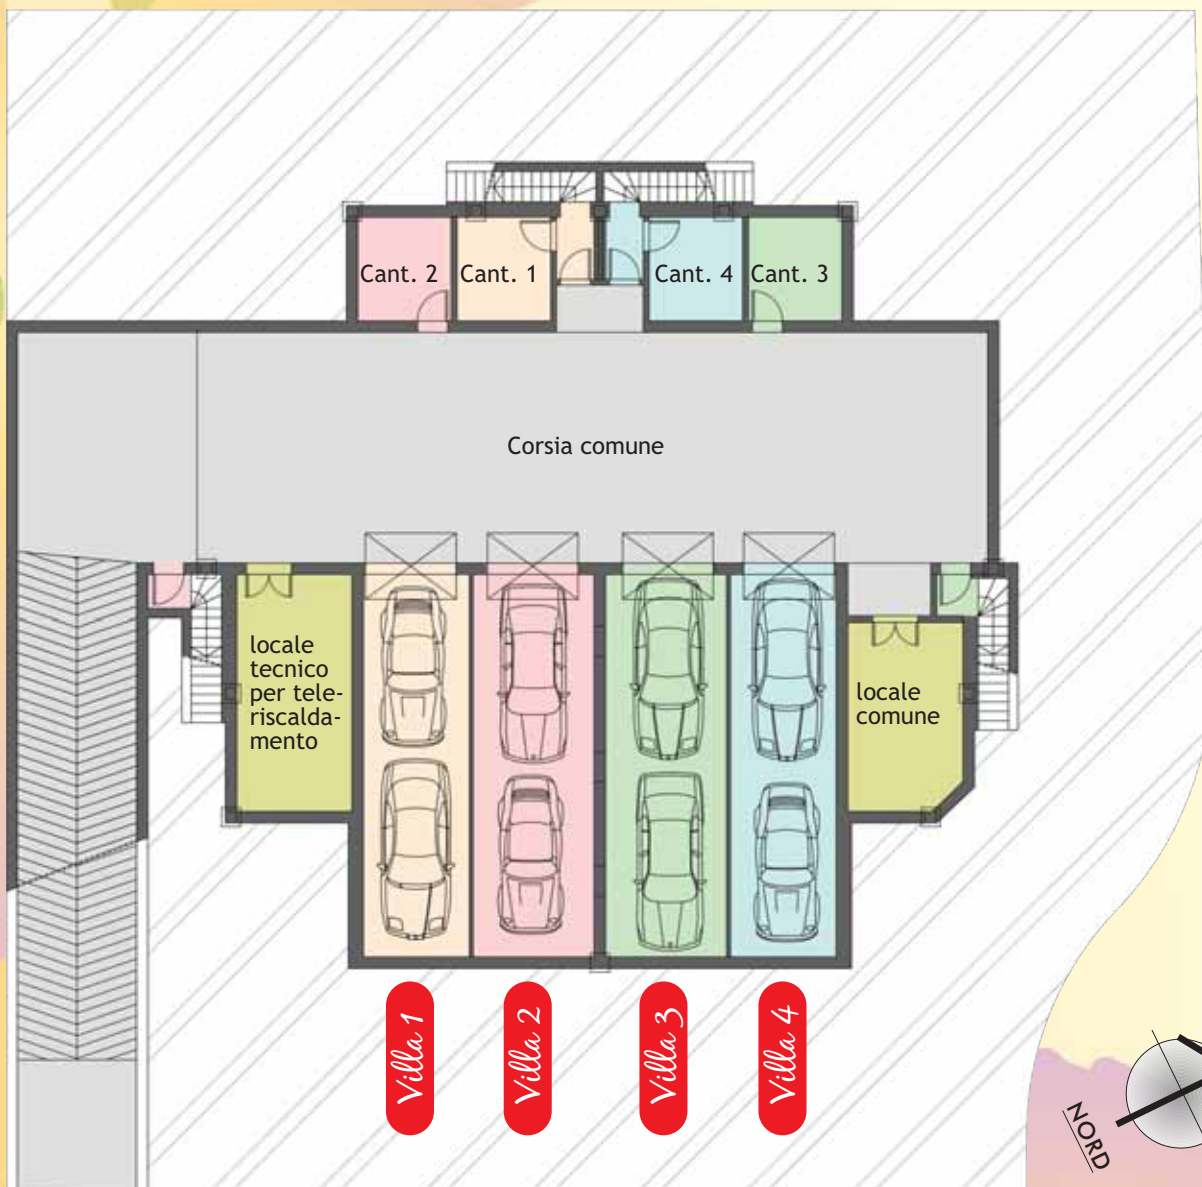 Cant. 2
Cant. 1
Cant. 4
Cant. 3
Corsia comune
locale
tecnico
per tele-
riscalda-
mento
locale
comune
Villa 1
Villa 2
Villa 3
Villa 4
NORD